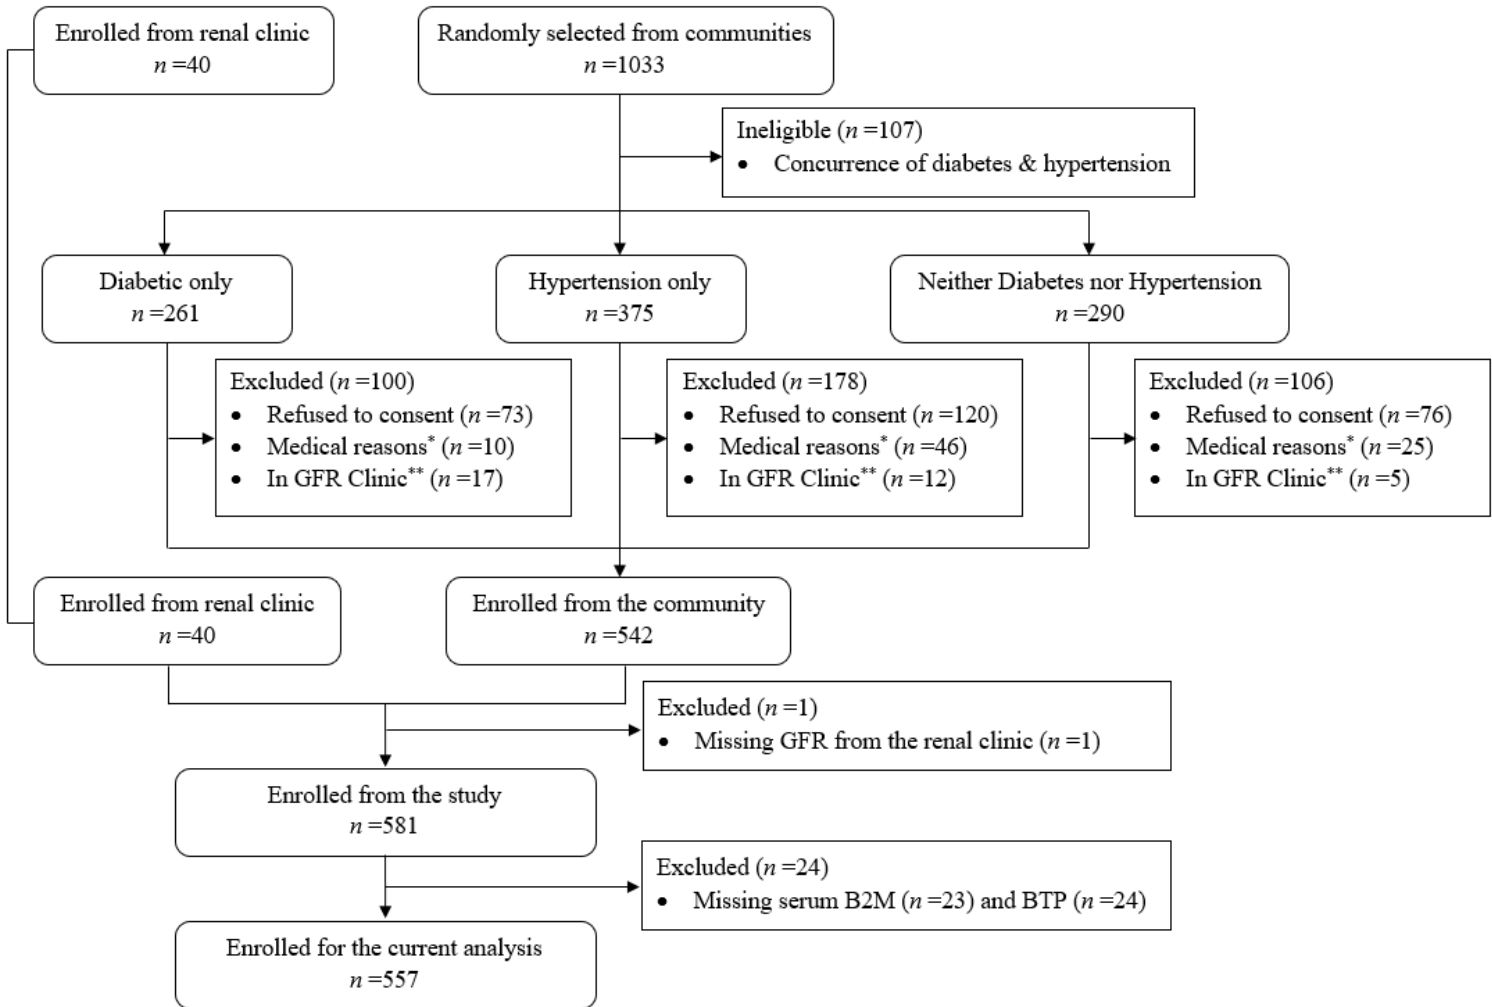 Enrolled from renal clinic
n =40
Randomly selected from communities
n =1033
Ineligible (n =107)
• Concurrence of diabetes & hypertension
Diabetic only
n =261
Hypertension only
n =375
Neither Diabetes nor Hypertension
n =290
Excluded (n =100)
• Refused to consent (n =73)
• Medical reasons* (n =10)
• In GFR Clinic** (n =17)
Excluded (n =178)
• Refused to consent (n =120)
• Medical reasons* (n =46)
• In GFR Clinic** (n =12)
Excluded (n =106)
• Refused to consent (n =76)
• Medical reasons* (n =25)
• In GFR Clinic** (n =5)
Enrolled from renal clinic
n =40
Enrolled from the community
n =542
Excluded (n =1)
• Missing GFR from the renal clinic (n =1)
Enrolled from the study
n =581
Excluded (n =24)
• Missing serum B2M (n =23) and BTP (n =24)
Enrolled for the current analysis
n =557